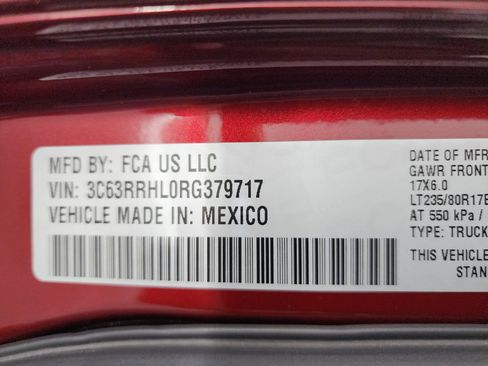 MFD BY: FCA US LLC
VIN: 3C63RRHL0RG379717
VEHICLE MADE IN: MEXICO
DATE OF MFR
GAWR FRONT
17X6.0
LT235/80R17E
AT 550 kPa /
TYPE: TRUCK
THIS VEHICLE
STAN